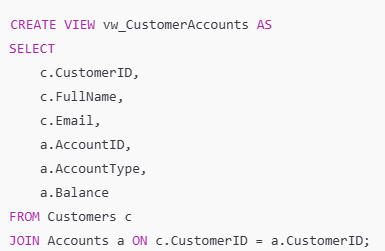 CREATE VIEW vw_CustomerAccounts AS
SELECT
    c.CustomerID,
    c.FullName,
    c.Email,
    a.AccountID,
    a.AccountType,
    a.Balance
FROM Customers c
JOIN Accounts a ON c.CustomerID = a.CustomerID;